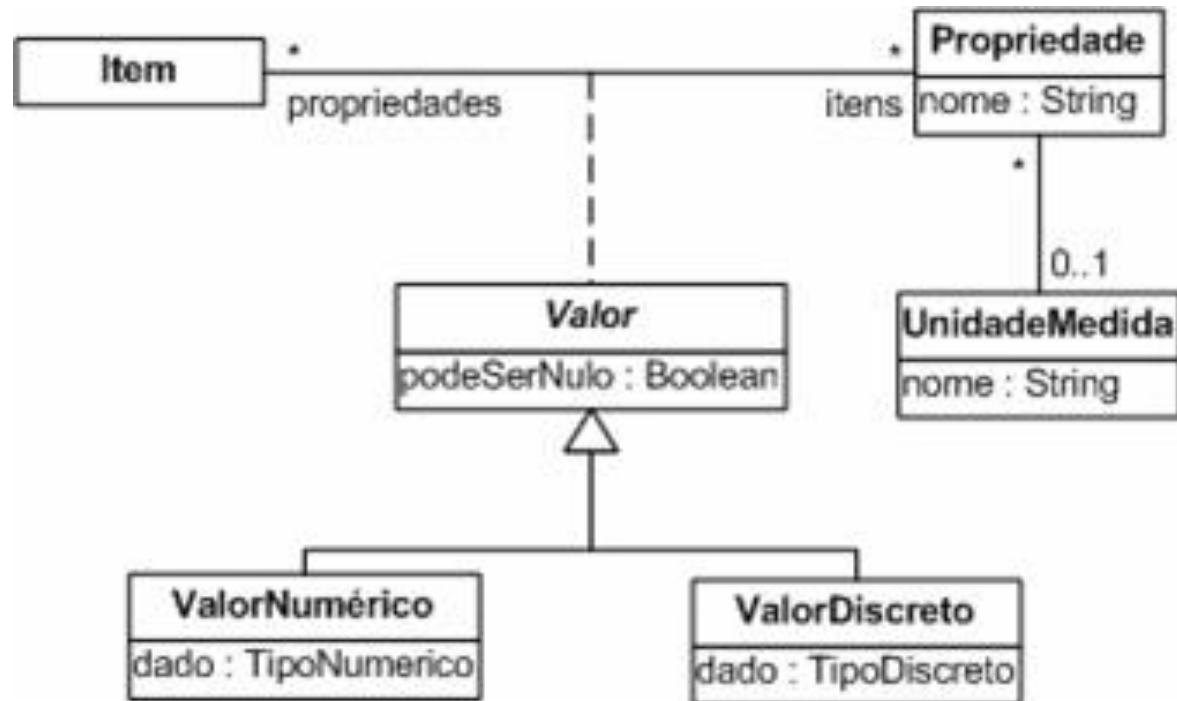 Item
*
propriedades
*
itens
Propriedade
nome : String
*
0..1
UnidadeMedida
nome : String
Valor
podeSerNulo : Boolean
ValorNumérico
dado : TipoNumerico
ValorDiscreto
dado : TipoDiscreto